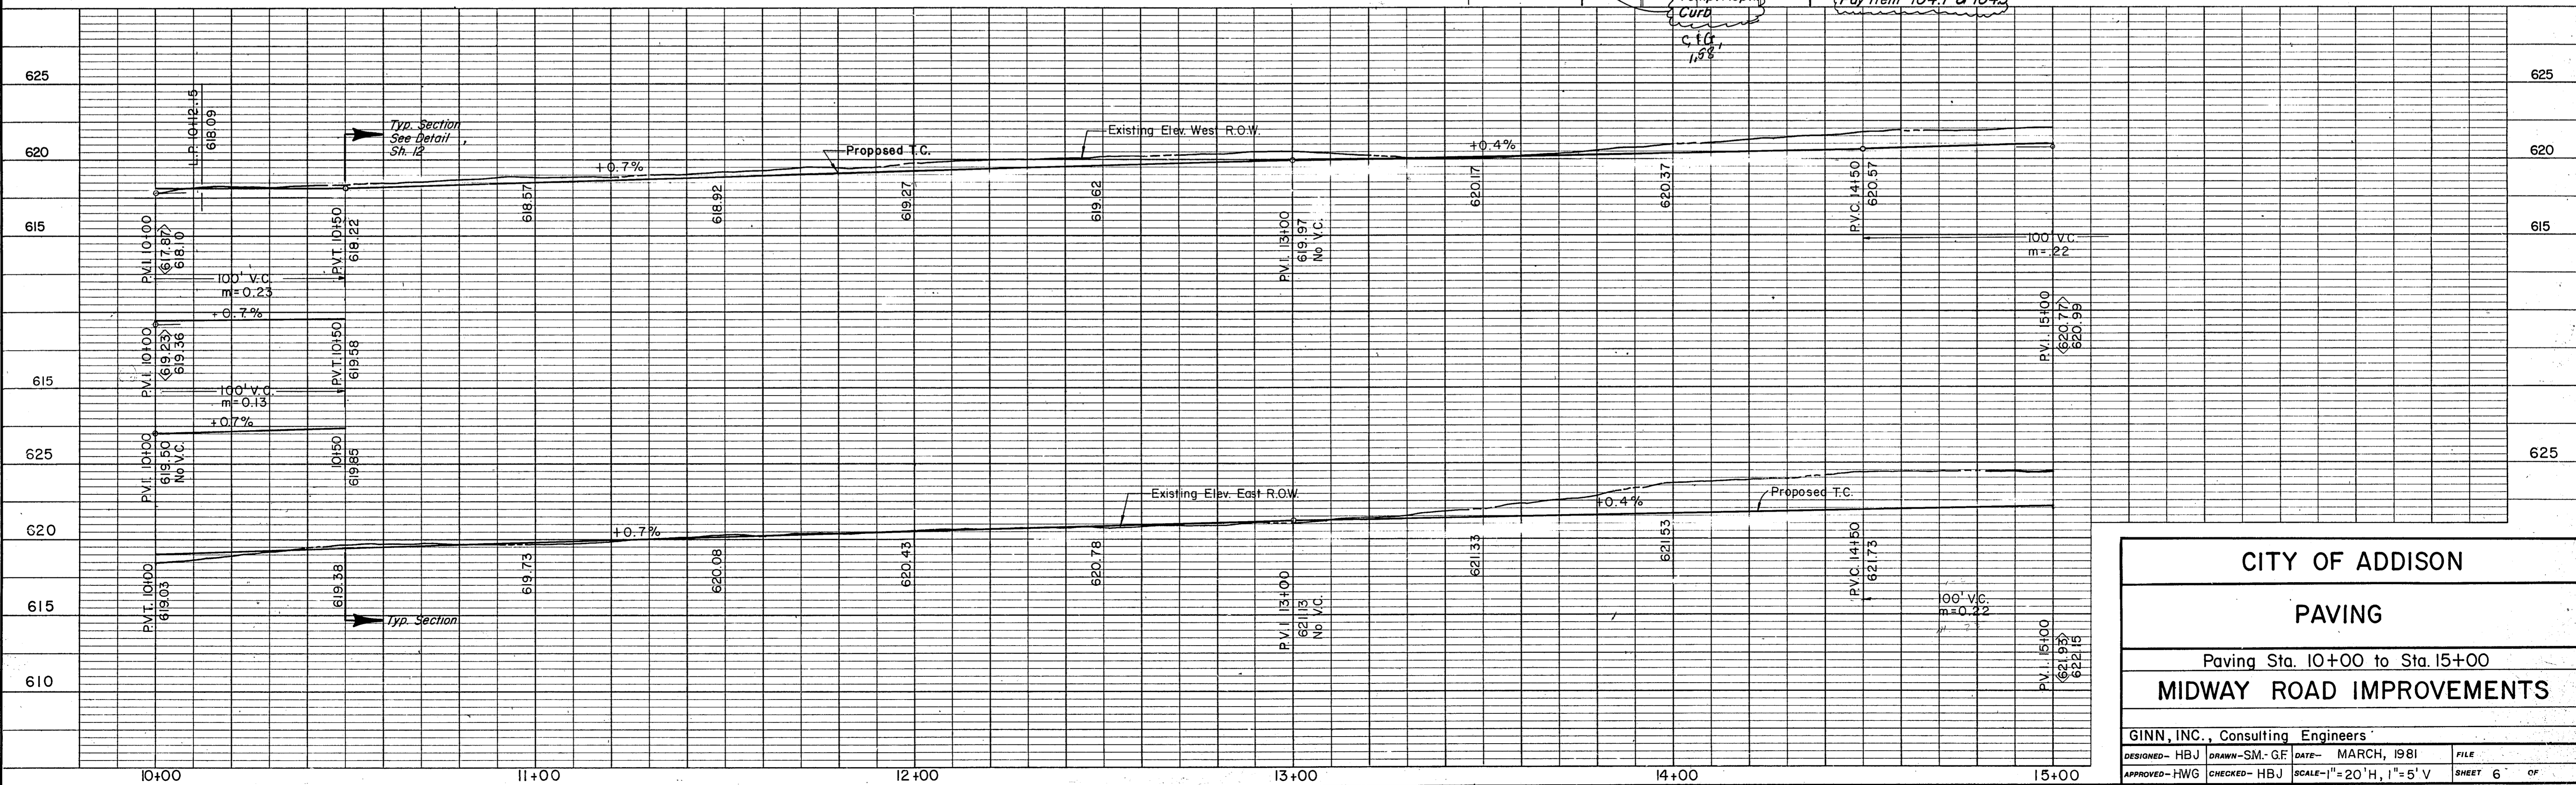 Curb
C, & G,
1,58'
625
625
L.P. 10+12.5
618.09
Typ. Section
See Detail ,
Sh. 12
Existing Elev. West R.O.W.
Proposed T.C.
+0.7%
+0.4%
620
620
618.57
618.92
619.27
619.62
620.17
620.37
P.V.C. 14+50
620.57
615
615
P.V.I. 10+00
<617.87>
618.10
P.V.T. 10+50
618.22
P.V.I. 13+00
619.97
No V.C.
100' V.C.
m=.22
100' V.C.
m=0.23
+0.7%
P.V.I. 10+00
<619.23>
619.36
P.V.T. 10+50
619.58
P.V.I. 15+00
<620.77>
620.99
615
100' V.C.
m=0.13
+0.7%
P.V.I. 10+00
619.50
No V.C.
10+50
619.85
625
625
Existing Elev. East R.O.W.
Proposed T.C.
+0.7%
+0.4%
620
P.V.T. 10+00
619.03
619.38
619.73
620.08
620.43
620.78
P.V.I. 13+00
621.13
No V.C.
621.33
621.53
P.V.C. 14+50
621.73
100' V.C.
m=0.22
615
Typ. Section
P.V.I. 15+00
<621.93>
622.15
610
10+00
11+00
12+00
13+00
14+00
15+00
CITY OF ADDISON
PAVING
Paving Sta. 10+00 to Sta. 15+00
MIDWAY ROAD IMPROVEMENTS
GINN, INC., Consulting Engineers
DESIGNED- HBJ DRAWN-S.M.- G.F. DATE- MARCH, 1981 FILE
APPROVED- HWG CHECKED- HBJ SCALE-1"=20'H, 1"=5'V SHEET 6 OF